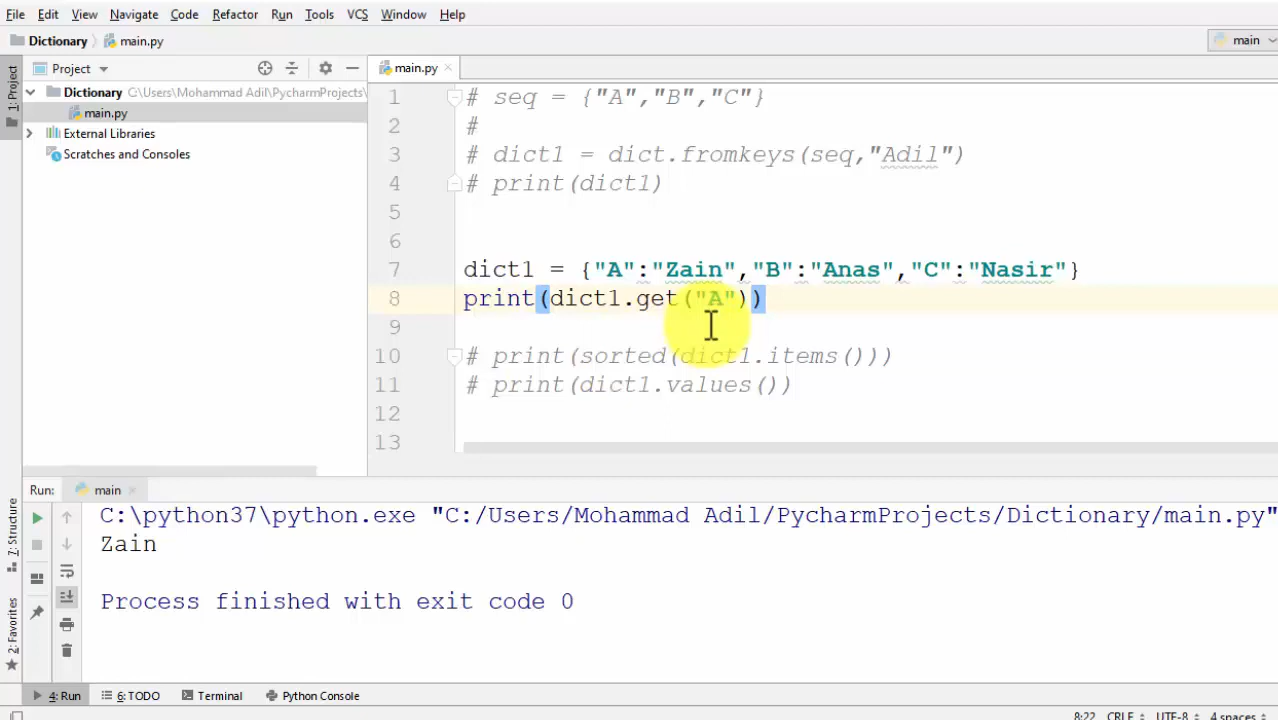 File Edit View Navigate Code Refactor Run Tools VCS Window Help
Dictionary main.py main
1: Project
Project
main.py
Dictionary C:\Users\Mohammad Adil\PycharmProjects\
main.py
External Libraries
Scratches and Consoles
1 # seq = {"A","B","C"}
2 #
3 # dict1 = dict.fromkeys(seq,"Adil")
4 # print(dict1)
5
6
7 dict1 = {"A":"Zain","B":"Anas","C":"Nasir"}
8 print(dict1.get("A"))
9
10 # print(sorted(dict1.items()))
11 # print(dict1.values())
12
13
Run: main
C:\python37\python.exe "C:/Users/Mohammad Adil/PycharmProjects/Dictionary/main.py"
Zain
Process finished with exit code 0
7: Structure
2: Favorites
4: Run 6: TODO Terminal Python Console
8:22 CRLF UTF-8 4 spaces